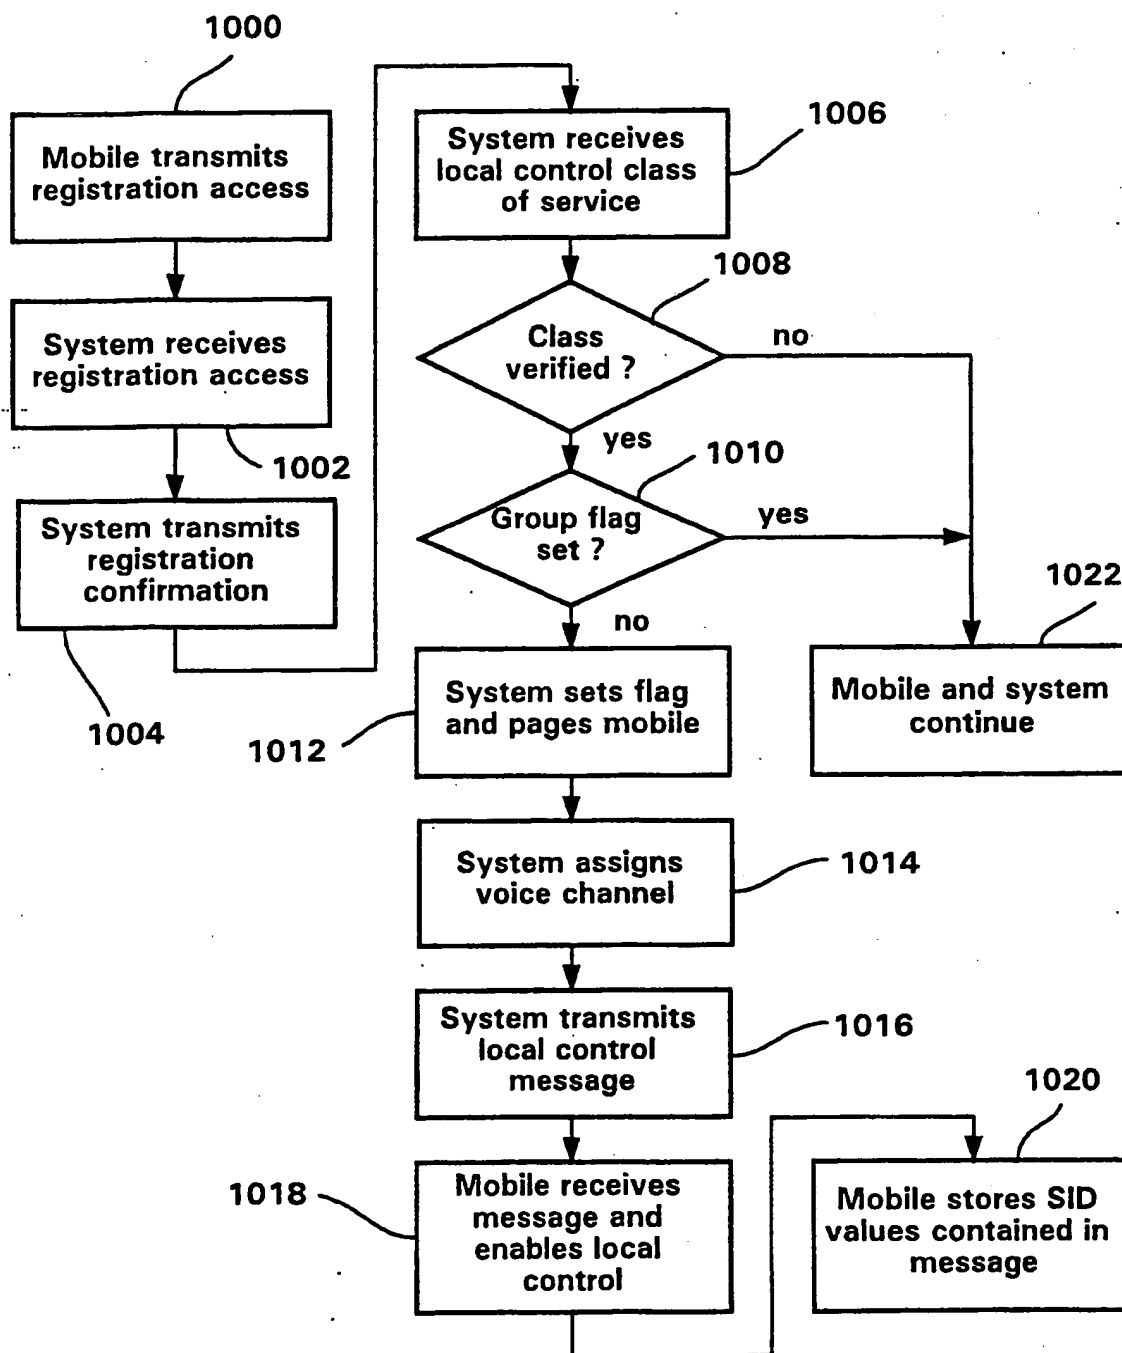 1000
Mobile transmits
registration access
System receives
registration access
1002
System transmits
registration
confirmation
1004
System receives
local control class
of service
1006
1008
Class
verified ?
no
yes
1010
Group flag
set ?
yes
no
1022
Mobile and system
continue
System sets flag
and pages mobile
1012
System assigns
voice channel
1014
System transmits
local control
message
1016
1018
Mobile receives
message and
enables local
control
1020
Mobile stores SID
values contained in
message